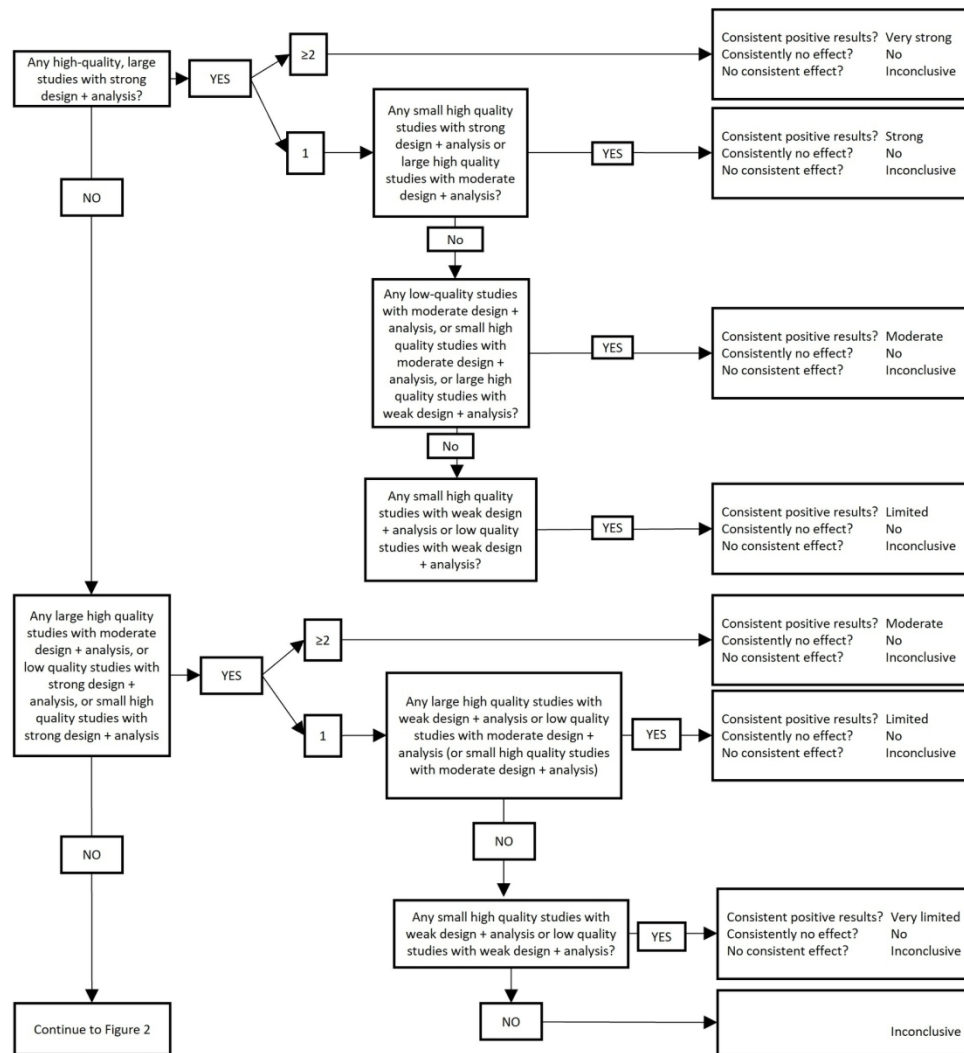 Any high-quality, large
studies with strong
design + analysis?
YES
≥2
Consistent positive results? Very strong
Consistently no effect? No
No consistent effect? Inconclusive
1
Any small high quality
studies with strong
design + analysis or
large high quality
studies with moderate
design + analysis?
YES
Consistent positive results? Strong
Consistently no effect? No
No consistent effect? Inconclusive
NO
No
Any low-quality studies
with moderate design +
analysis, or small high
quality studies with
moderate design +
analysis, or large high
quality studies with
weak design + analysis?
YES
Consistent positive results? Moderate
Consistently no effect? No
No consistent effect? Inconclusive
No
Any small high quality
studies with weak design
+ analysis or low quality
studies with weak design
+ analysis?
YES
Consistent positive results? Limited
Consistently no effect? No
No consistent effect? Inconclusive
Any large high quality
studies with moderate
design + analysis, or
low quality studies with
strong design +
analysis, or small high
quality studies with
strong design + analysis
YES
≥2
Consistent positive results? Moderate
Consistently no effect? No
No consistent effect? Inconclusive
1
Any large high quality studies with
weak design + analysis or low quality
studies with moderate design +
analysis (or small high quality studies
with moderate design + analysis)
YES
Consistent positive results? Limited
Consistently no effect? No
No consistent effect? Inconclusive
NO
NO
Any small high quality studies with
weak design + analysis or low quality
studies with weak design + analysis?
YES
Consistent positive results? Very limited
Consistently no effect? No
No consistent effect? Inconclusive
NO
Inconclusive
Continue to Figure 2